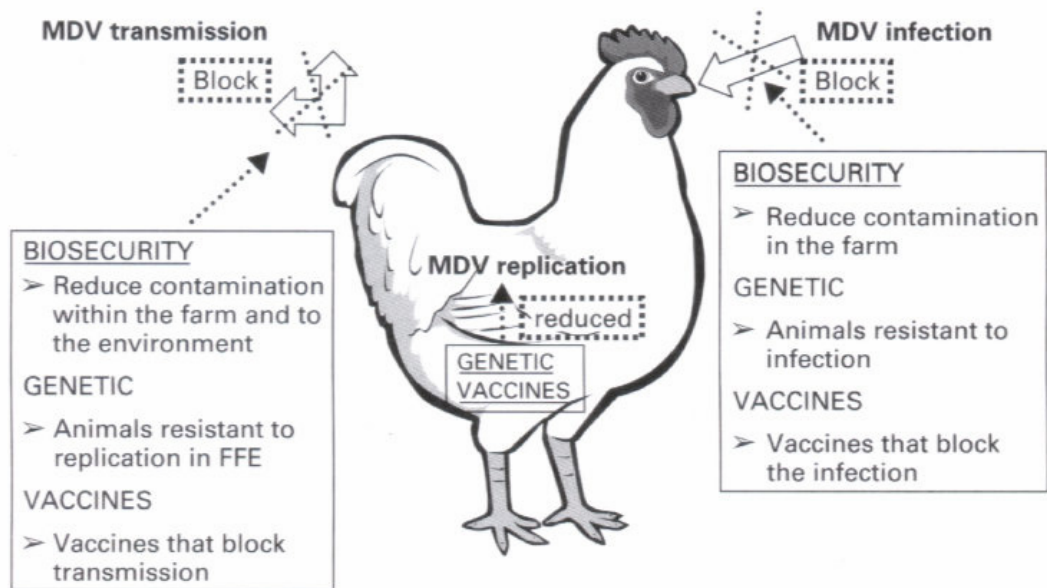 MDV transmission
Block
MDV infection
Block
BIOSECURITY
➢ Reduce contamination
within the farm and to
the environment
GENETIC
➢ Animals resistant to
replication in FFE
VACCINES
➢ Vaccines that block
transmission
MDV replication
reduced
GENETIC
VACCINES
BIOSECURITY
➢ Reduce contamination
in the farm
GENETIC
➢ Animals resistant to
infection
VACCINES
➢ Vaccines that block
the infection